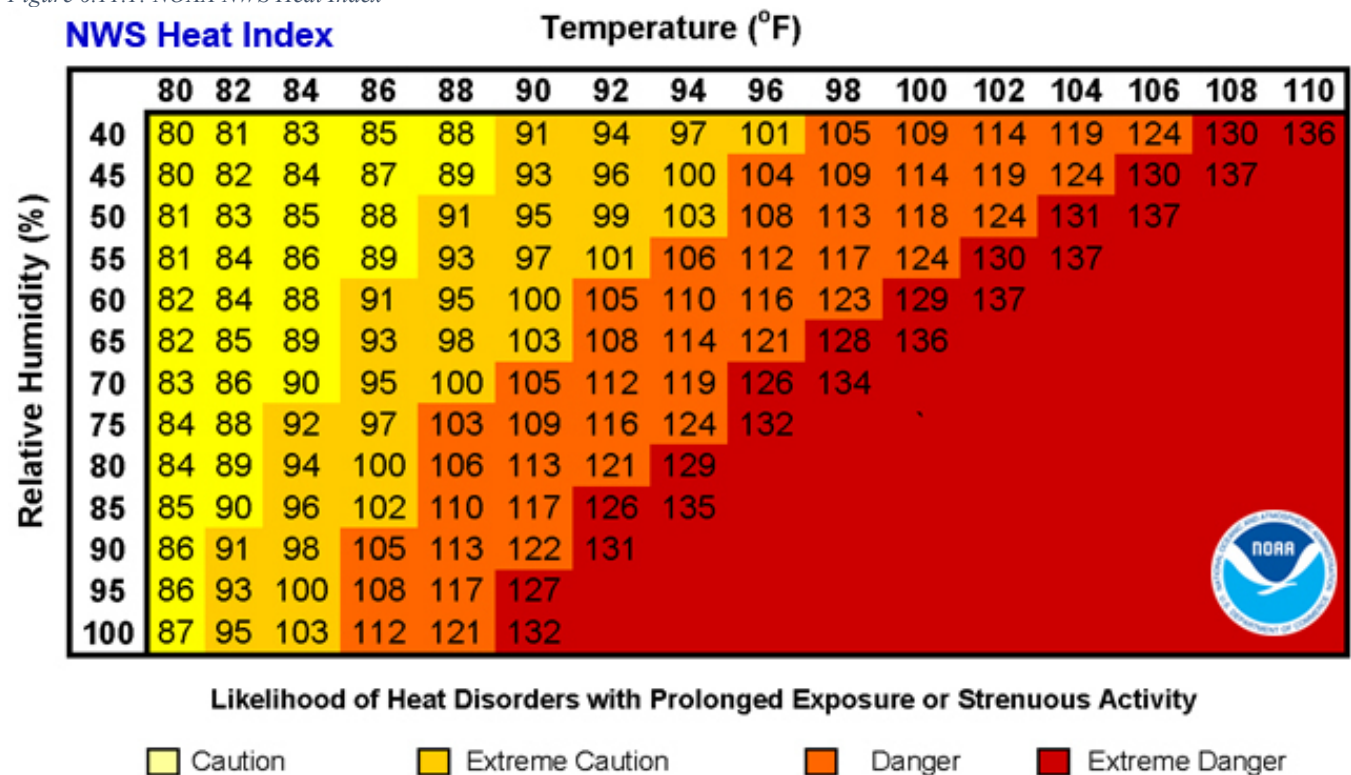 NWS Heat Index
Temperature (°F)
80 82 84 86 88 90 92 94 96 98 100 102 104 106 108 110
Relative Humidity (%)
40 80 81 83 85 88 91 94 97 101 105 109 114 119 124 130 136
45 80 82 84 87 89 93 96 100 104 109 114 119 124 130 137
50 81 83 85 88 91 95 99 103 108 113 118 124 131 137
55 81 84 86 89 93 97 101 106 112 117 124 130 137
60 82 84 88 91 95 100 105 110 116 123 129 137
65 82 85 89 93 98 103 108 114 121 128 136
70 83 86 90 95 100 105 112 119 126 134
75 84 88 92 97 103 109 116 124 132
80 84 89 94 100 106 113 121 129
85 85 90 96 102 110 117 126 135
90 86 91 98 105 113 122 131
95 86 93 100 108 117 127
100 87 95 103 112 121 132
NOAA
Likelihood of Heat Disorders with Prolonged Exposure or Strenuous Activity
Caution
Extreme Caution
Danger
Extreme Danger